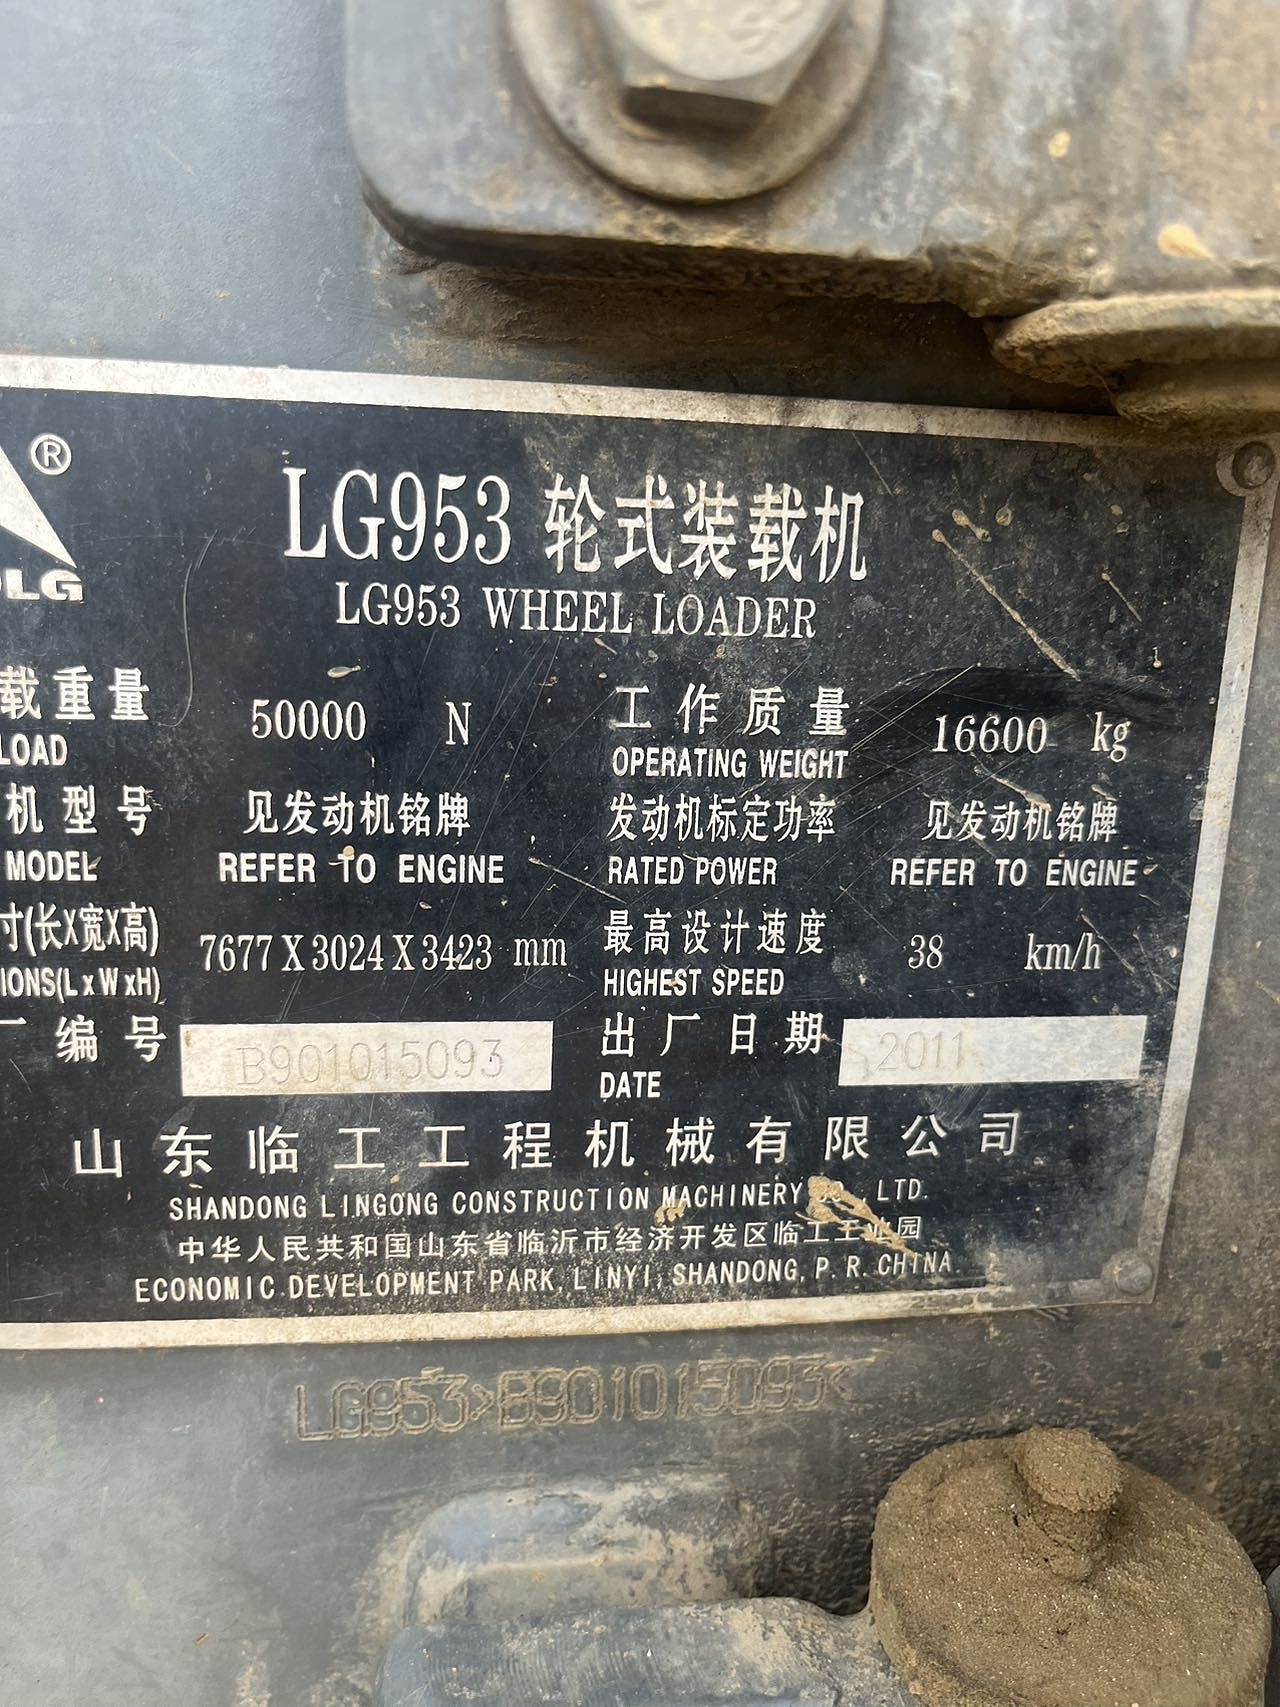 ®
LG
LG953 轮式装载机
LG953 WHEEL LOADER
载重量 50000 N 工作质量 16600 kg
LOAD OPERATING WEIGHT
机型号 见发动机铭牌 发动机标定功率 见发动机铭牌
MODEL REFER TO ENGINE RATED POWER REFER TO ENGINE
寸(长X宽X高) 7677X3024X3423 mm 最高设计速度 38 km/h
IONS(LxWxH) HIGHEST SPEED
编号 B901015093 出厂日期 2011
DATE
山东临工工程机械有限公司
SHANDONG LINGONG CONSTRUCTION MACHINERY CO., LTD.
中华人民共和国山东省临沂市经济开发区临工工业园
ECONOMIC DEVELOPMENT PARK, LINYI, SHANDONG, P. R. CHINA
LG953>B901015093<